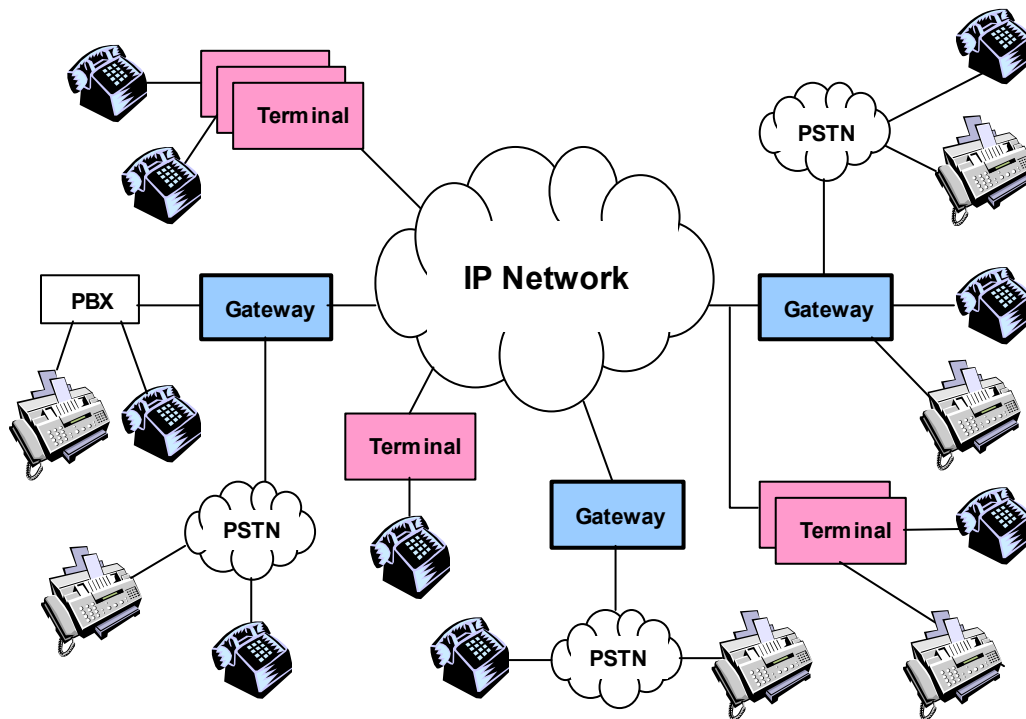 Terminal
PSTN
IP Network
PBX
Gateway
Gateway
Terminal
Gateway
Terminal
PSTN
PSTN